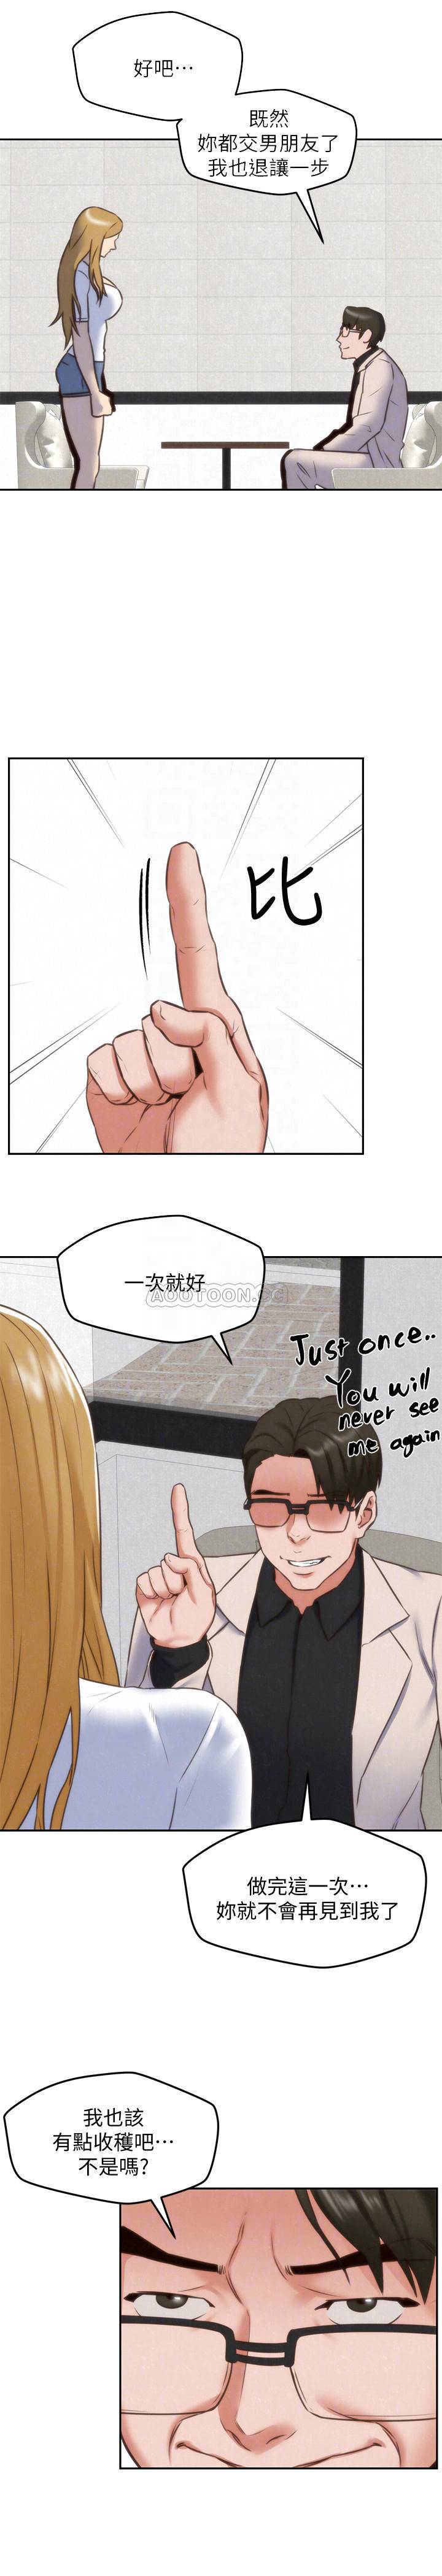 好吧…
既然
妳都交男朋友了
我也退讓一步
比
一次就好
Just once..
You will
never see
me again
做完這一次…
妳就不會再見到我了
我也該
有點收穫吧…
不是嗎?